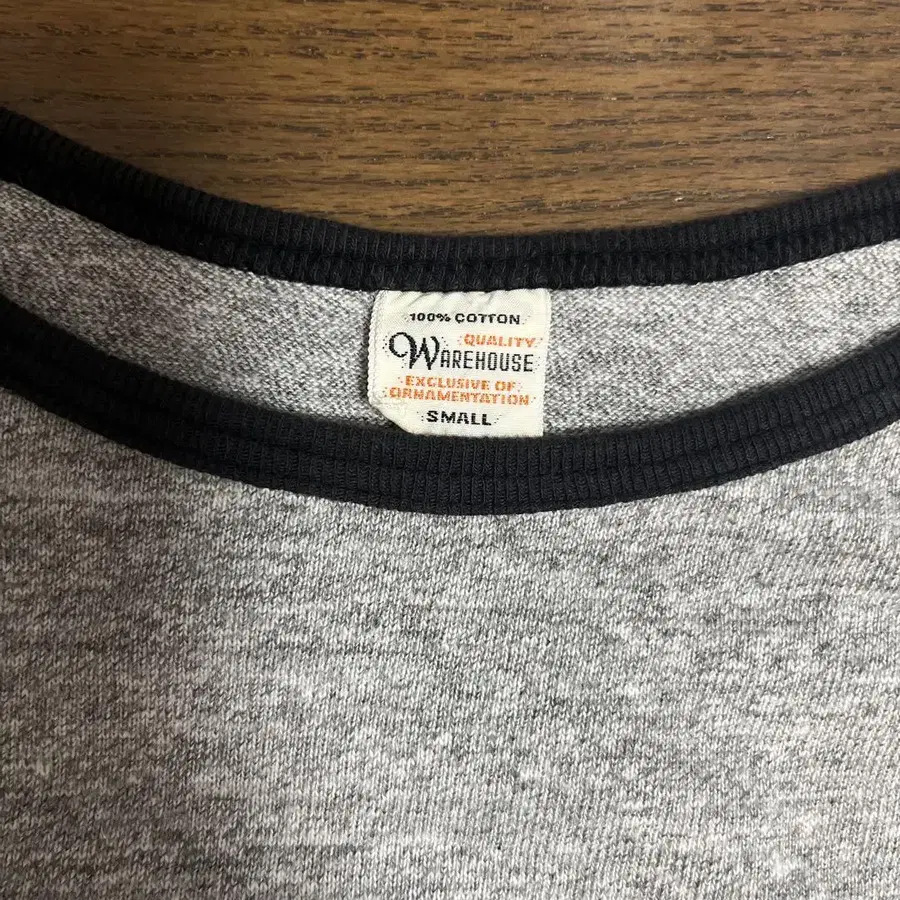 100% COTTON
QUALITY
WAREHOUSE
EXCLUSIVE OF
ORNAMENTATION
SMALL